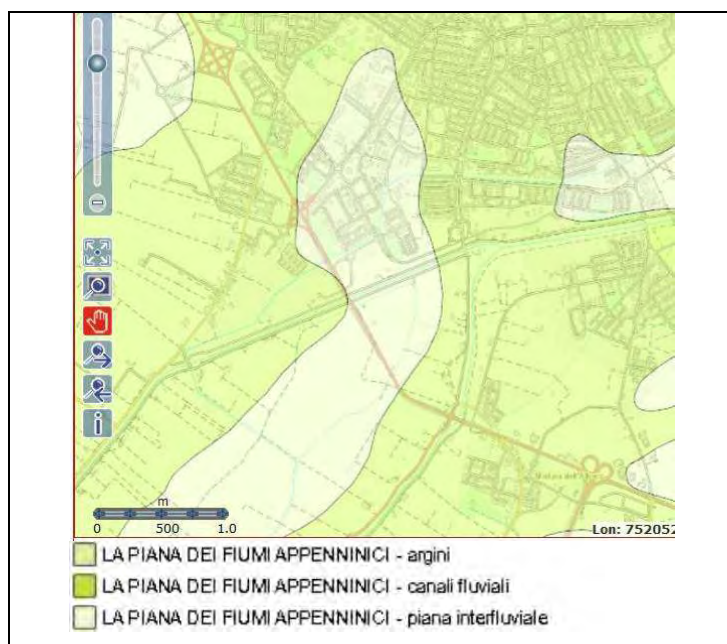 m
0 500 1.0
Lon: 752052
LA PIANA DEI FIUMI APPENNINICI - argini
LA PIANA DEI FIUMI APPENNINICI - canali fluviali
LA PIANA DEI FIUMI APPENNINICI - piana interfluviale